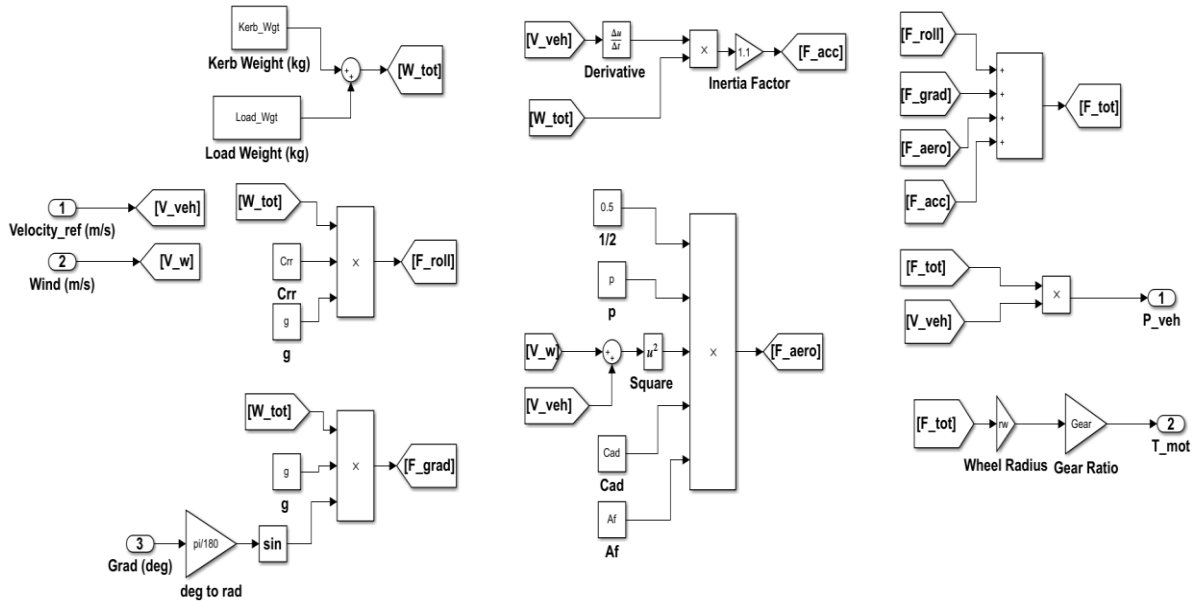 Kerb_Wgt
Kerb Weight (kg)
+
+
[W_tot]
Load_Wgt
Load Weight (kg)
1
Velocity_ref (m/s)
[V_veh]
2
Wind (m/s)
[V_w]
[W_tot]
Crr
Crr
g
g
X
[F_roll]
[W_tot]
g
g
3
Grad (deg)
pi/180
deg to rad
sin
X
[F_grad]
[V_veh]
Δu
Δt
Derivative
[W_tot]
X
1.1
Inertia Factor
[F_acc]
0.5
1/2
p
p
[V_w]
[V_veh]
+
+
u²
Square
Cad
Cad
Af
Af
X
[F_aero]
[F_roll]
[F_grad]
[F_aero]
[F_acc]
+
+
+
+
[F_tot]
[F_tot]
[V_veh]
X
1
P_veh
[F_tot]
rw
Wheel Radius
Gear
Gear Ratio
2
T_mot